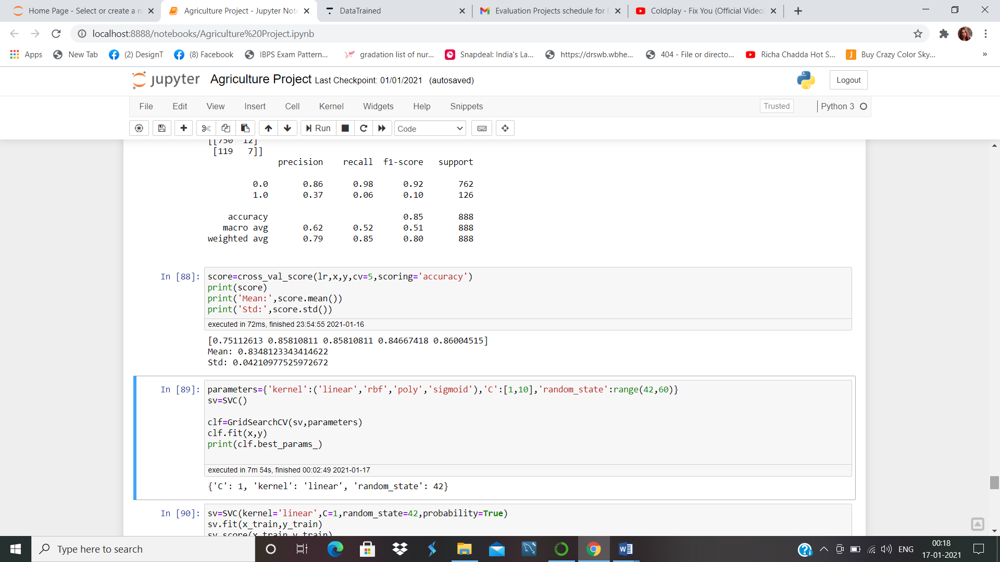 Home Page - Select or create a n
Agriculture Project - Jupyter Note
DataTrained
Evaluation Projects schedule for
Coldplay - Fix You (Official Video)
localhost:8888/notebooks/Agriculture%20Project.ipynb
Apps
New Tab
(2) DesignT
(8) Facebook
IBPS Exam Pattern...
gradation list of nur...
Snapdeal: India's La...
https://drswb.wbhe...
404 - File or directo...
Richa Chadda Hot S...
Buy Crazy Color Sky...
»
jupyter Agriculture Project Last Checkpoint: 01/01/2021 (autosaved)
Logout
File Edit View Insert Cell Kernel Widgets Help Snippets
Trusted
Python 3
Run
Code
[[750 12]
[119 7]]
precision recall f1-score support
0.0 0.86 0.98 0.92 762
1.0 0.37 0.06 0.10 126
accuracy 0.85 888
macro avg 0.62 0.52 0.51 888
weighted avg 0.79 0.85 0.80 888
In [88]: score=cross_val_score(lr,x,y,cv=5,scoring='accuracy')
print(score)
print('Mean:',score.mean())
print('Std:',score.std())
executed in 72ms, finished 23:54:55 2021-01-16
[0.75112613 0.85810811 0.85810811 0.84667418 0.86004515]
Mean: 0.8348123343414622
Std: 0.04210977525972672
In [89]: parameters={'kernel':('linear','rbf','poly','sigmoid'),'C':[1,10],'random_state':range(42,60)}
sv=SVC()
clf=GridSearchCV(sv,parameters)
clf.fit(x,y)
print(clf.best_params_)
executed in 7m 54s, finished 00:02:49 2021-01-17
{'C': 1, 'kernel': 'linear', 'random_state': 42}
In [90]: sv=SVC(kernel='linear',C=1,random_state=42,probability=True)
sv.fit(x_train,y_train)
sv.score(x_train,y_train)
Type here to search
ENG
00:18
17-01-2021